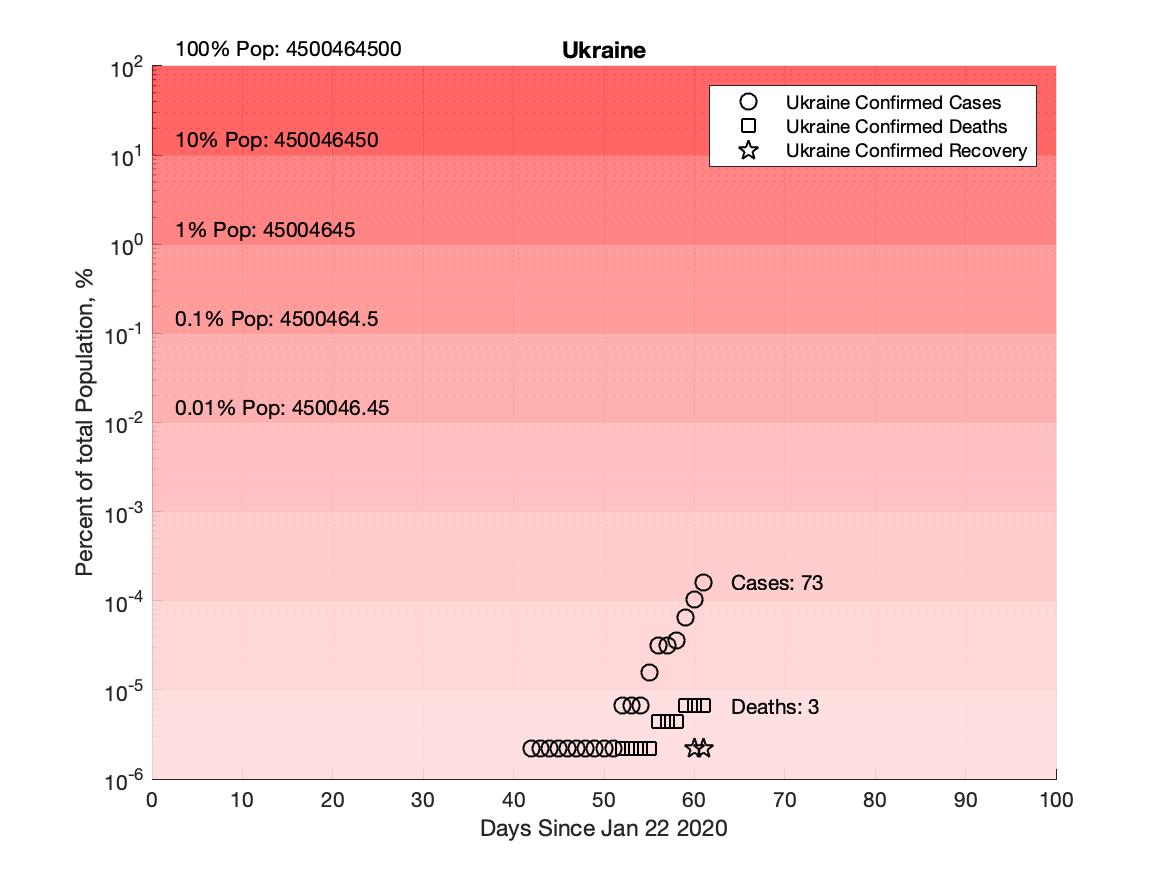 Ukraine
100% Pop: 4500464500
10% Pop: 450046450
1% Pop: 45004645
0.1% Pop: 4500464.5
0.01% Pop: 450046.45
Ukraine Confirmed Cases
Ukraine Confirmed Deaths
Ukraine Confirmed Recovery
Cases: 73
Deaths: 3
Percent of total Population, %
10^2
10^1
10^0
10^-1
10^-2
10^-3
10^-4
10^-5
10^-6
0 10 20 30 40 50 60 70 80 90 100
Days Since Jan 22 2020